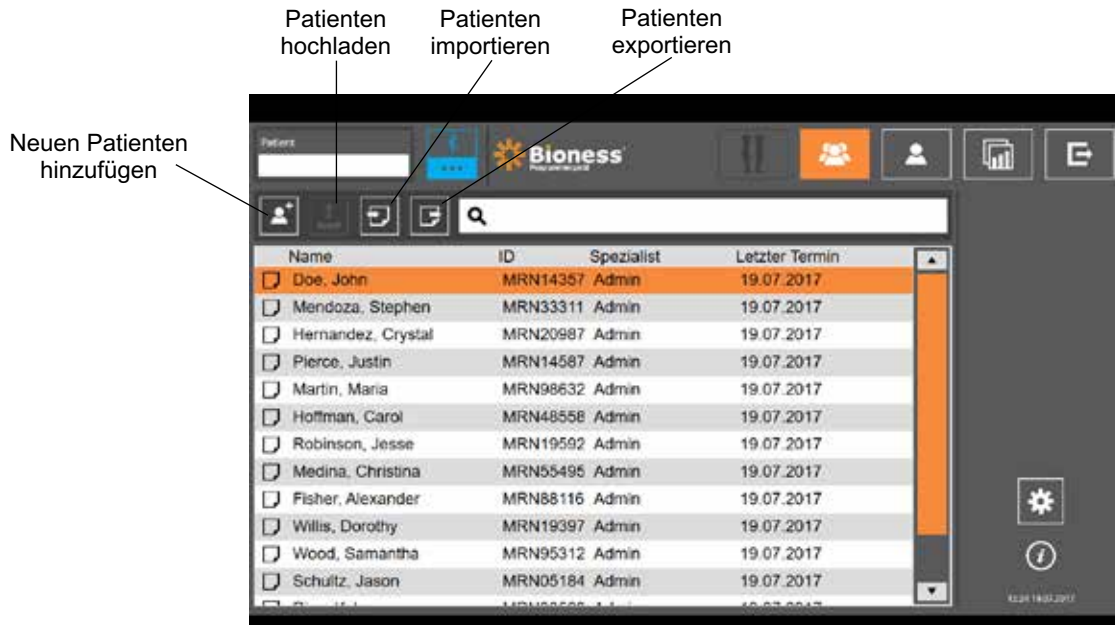 Patienten
hochladen
Patienten
importieren
Patienten
exportieren
Neuen Patienten
hinzufügen
Patient
Bioness
Name ID Spezialist Letzter Termin
Doe, John MRN14357 Admin 19.07.2017
Mendoza, Stephen MRN33311 Admin 19.07.2017
Hernandez, Crystal MRN20987 Admin 19.07.2017
Pierce, Justin MRN14587 Admin 19.07.2017
Martin, Maria MRN98632 Admin 19.07.2017
Hoffman, Carol MRN48558 Admin 19.07.2017
Robinson, Jesse MRN19592 Admin 19.07.2017
Medina, Christina MRN55495 Admin 19.07.2017
Fisher, Alexander MRN88116 Admin 19.07.2017
Willis, Dorothy MRN19397 Admin 19.07.2017
Wood, Samantha MRN95312 Admin 19.07.2017
Schultz, Jason MRN05184 Admin 19.07.2017